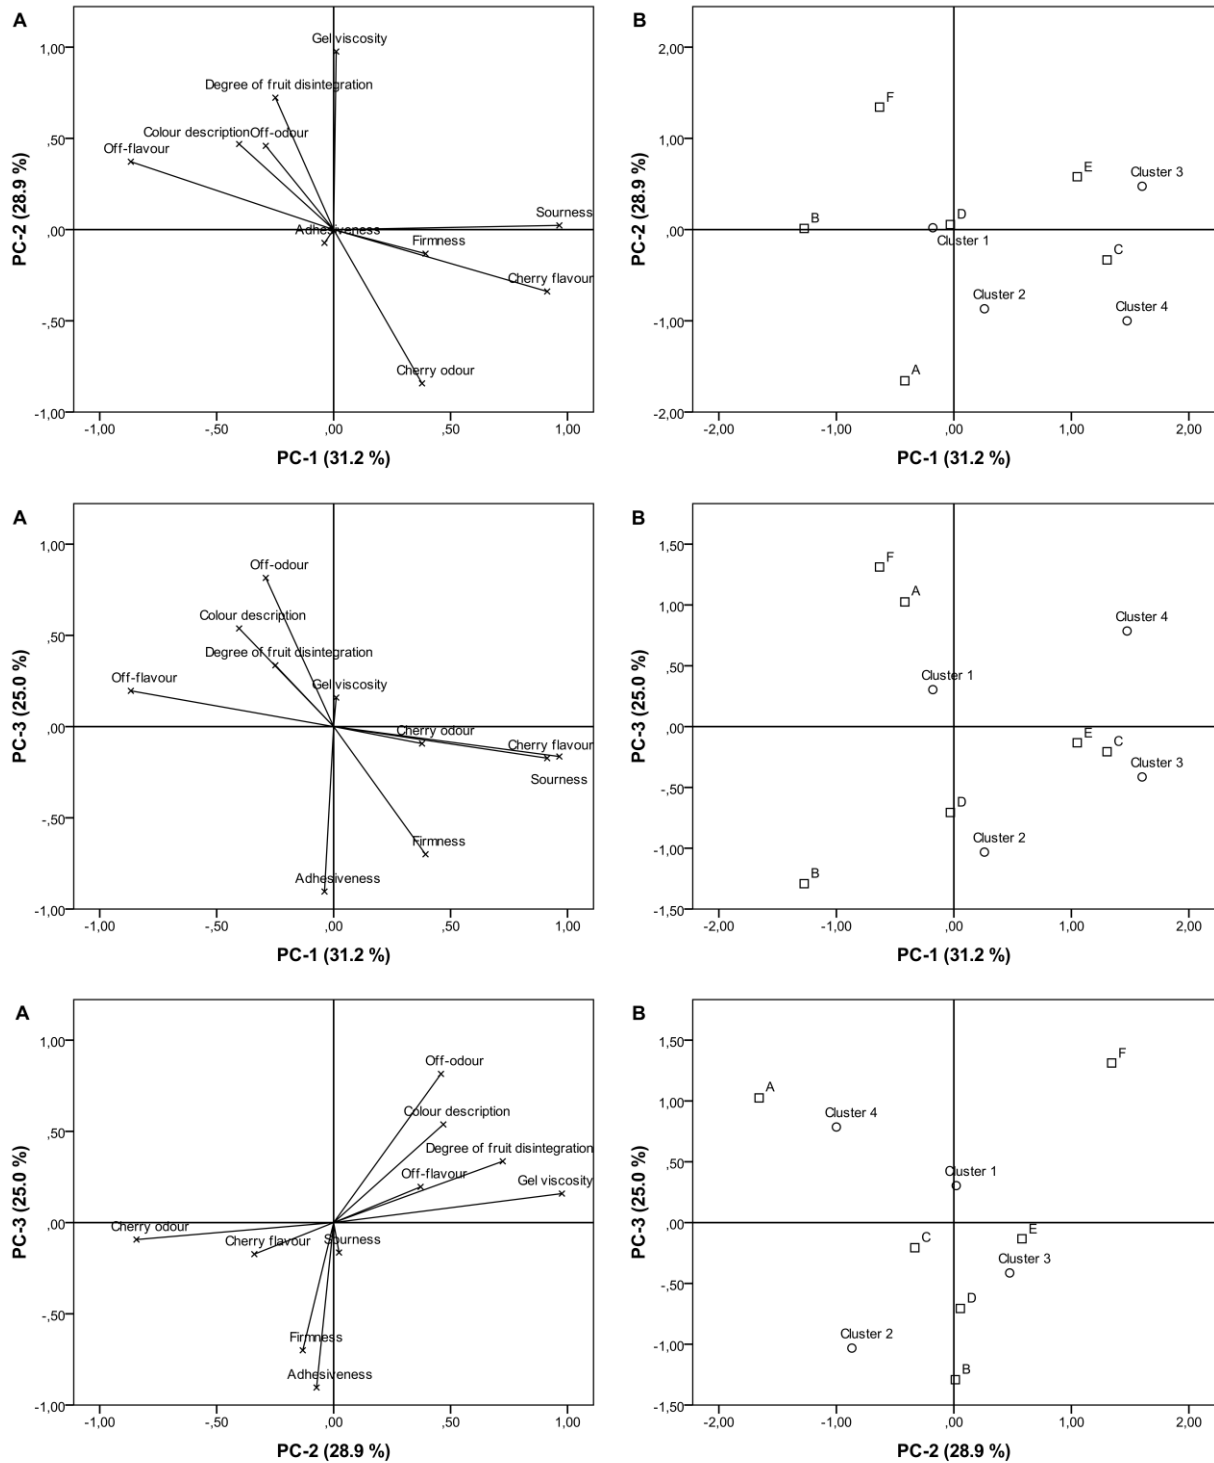 A
1,00
,50
,00
-,50
-1,00
PC-2 (28.9 %)
Gel viscosity
Degree of fruit disintegration
Colour description
Off-odour
Off-flavour
Sourness
Adhesiveness
Firmness
Cherry flavour
Cherry odour
-1,00 -,50 ,00 ,50 1,00
PC-1 (31.2 %)
B
2,00
1,00
,00
-1,00
-2,00
PC-2 (28.9 %)
F
E
Cluster 3
B
D
Cluster 1
C
Cluster 2
Cluster 4
A
-2,00 -1,00 ,00 1,00 2,00
PC-1 (31.2 %)
A
1,00
,50
,00
-,50
-1,00
PC-3 (25.0 %)
Off-odour
Colour description
Degree of fruit disintegration
Off-flavour
Gel viscosity
Cherry odour
Cherry flavour
Sourness
Firmness
Adhesiveness
-1,00 -,50 ,00 ,50 1,00
PC-1 (31.2 %)
B
1,50
1,00
,50
,00
-,50
-1,00
-1,50
PC-3 (25.0 %)
F
A
Cluster 4
Cluster 1
E
C
Cluster 3
D
Cluster 2
B
-2,00 -1,00 ,00 1,00 2,00
PC-1 (31.2 %)
A
1,00
,50
,00
-,50
-1,00
PC-3 (25.0 %)
Off-odour
Colour description
Degree of fruit disintegration
Off-flavour
Gel viscosity
Cherry odour
Cherry flavour
Sourness
Firmness
Adhesiveness
-1,00 -,50 ,00 ,50 1,00
PC-2 (28.9 %)
B
1,50
1,00
,50
,00
-,50
-1,00
-1,50
PC-3 (25.0 %)
F
A
Cluster 4
Cluster 1
E
C
Cluster 3
D
Cluster 2
B
-2,00 -1,00 ,00 1,00 2,00
PC-2 (28.9 %)